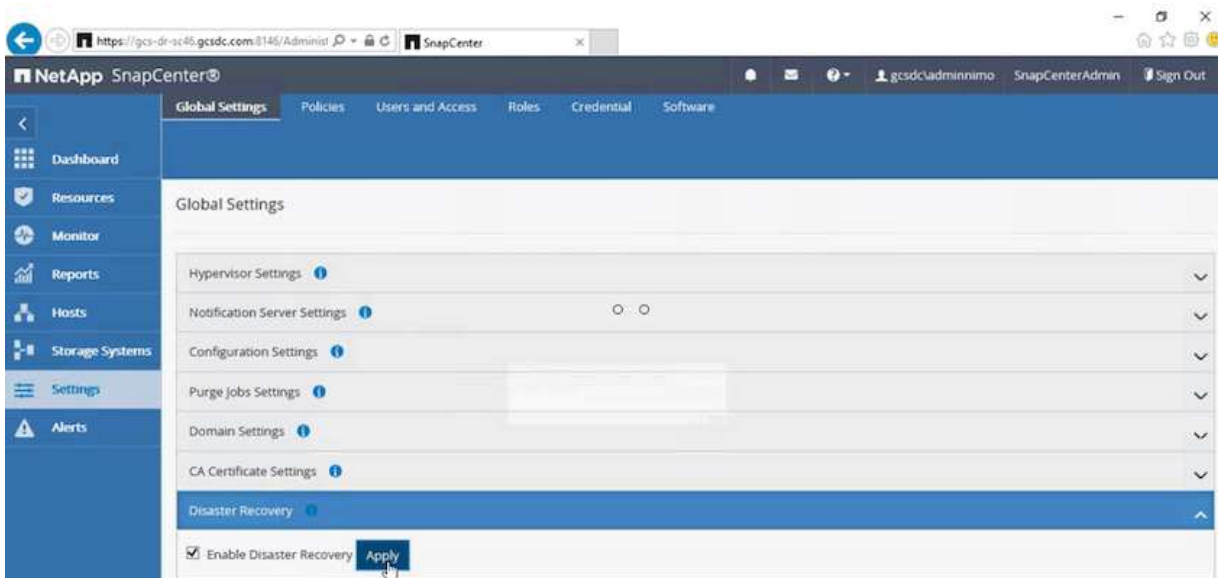 https://gcs-dr-sc46.gcsdc.com:8146/Administ
SnapCenter
NetApp SnapCenter®
gcsdc\adminnimo
SnapCenterAdmin
Sign Out
Global Settings
Policies
Users and Access
Roles
Credential
Software
Dashboard
Resources
Monitor
Reports
Hosts
Storage Systems
Settings
Alerts
Global Settings
Hypervisor Settings
Notification Server Settings
Configuration Settings
Purge Jobs Settings
Domain Settings
CA Certificate Settings
Disaster Recovery
Enable Disaster Recovery Apply